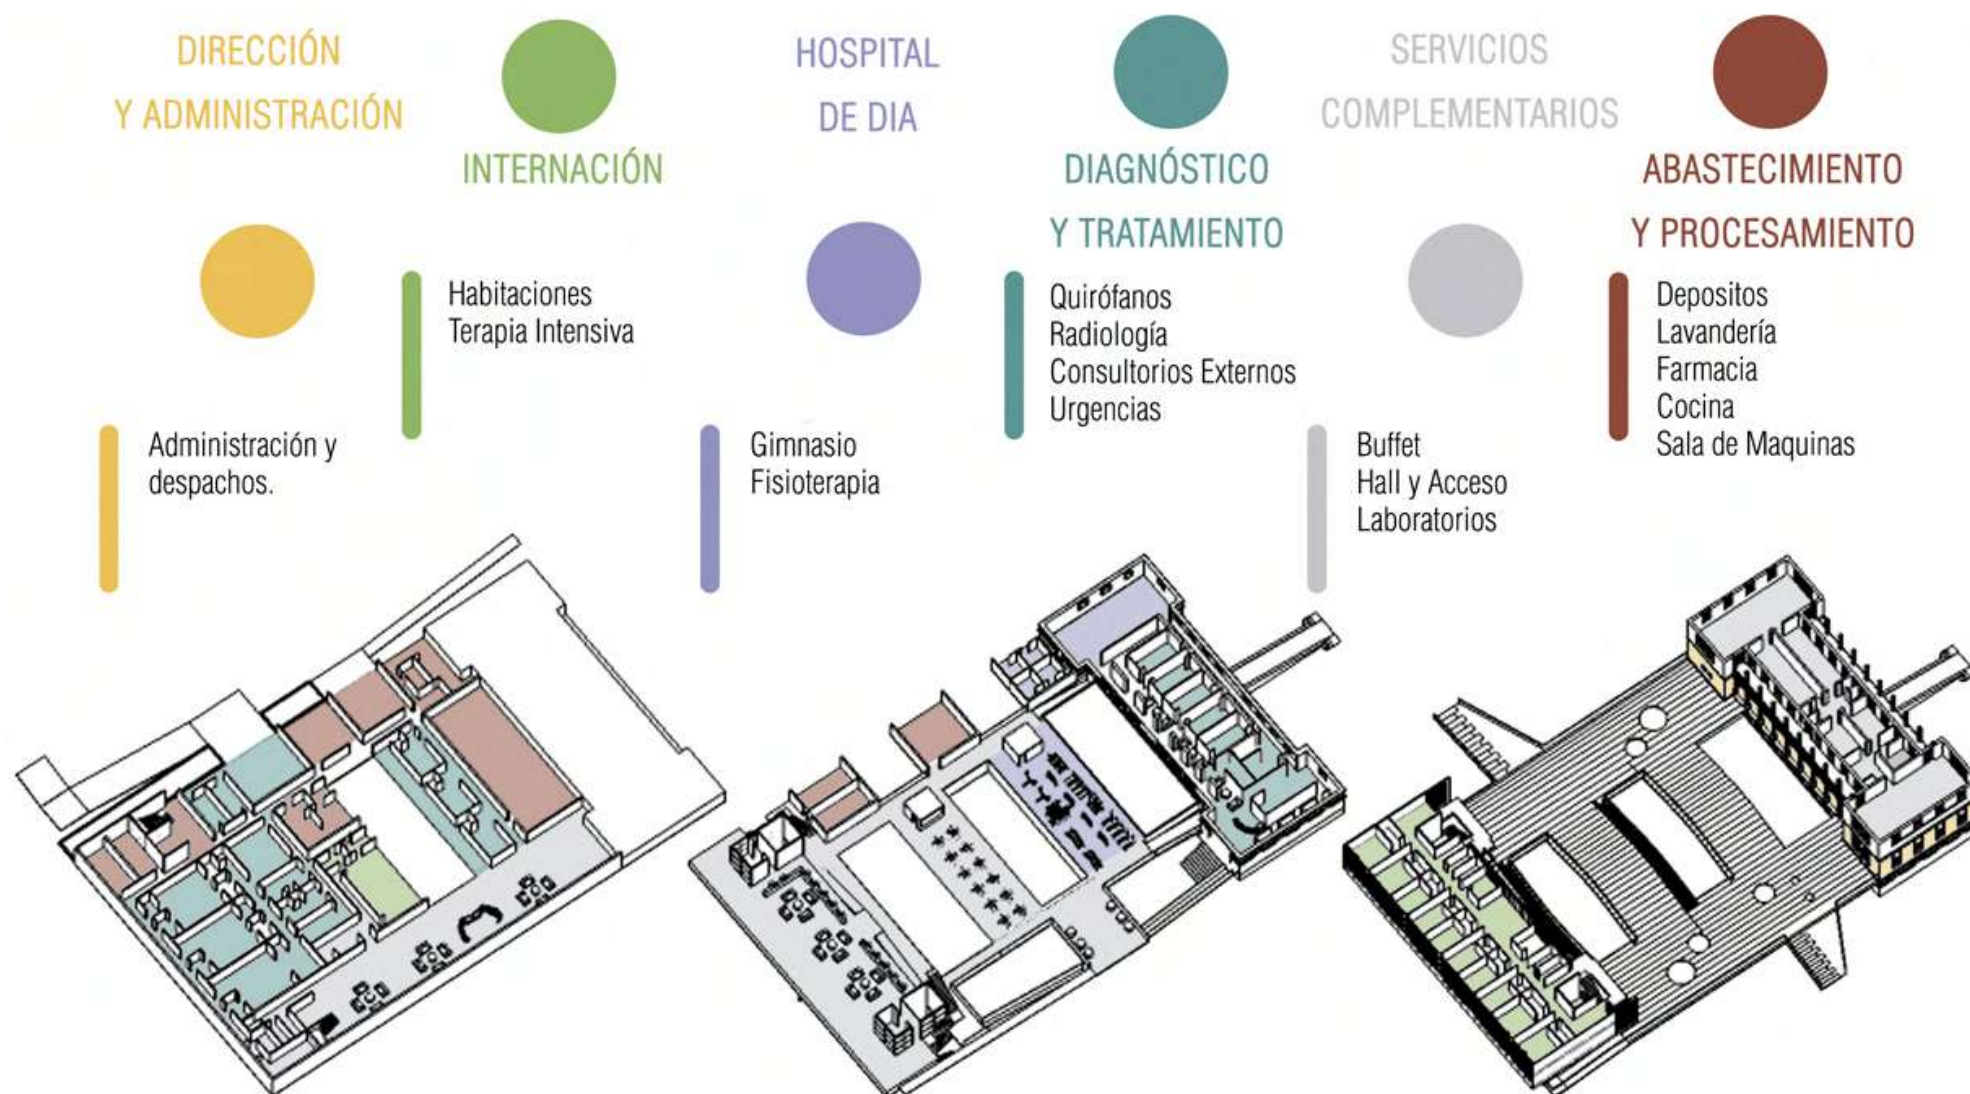 DIRECCIÓN
Y ADMINISTRACIÓN
Administración y
despachos.
INTERNACIÓN
Habitaciones
Terapia Intensiva
HOSPITAL
DE DIA
Gimnasio
Fisioterapia
DIAGNÓSTICO
Y TRATAMIENTO
Quirófanos
Radiología
Consultorios Externos
Urgencias
SERVICIOS
COMPLEMENTARIOS
Buffet
Hall y Acceso
Laboratorios
ABASTECIMIENTO
Y PROCESAMIENTO
Depositos
Lavandería
Farmacia
Cocina
Sala de Maquinas